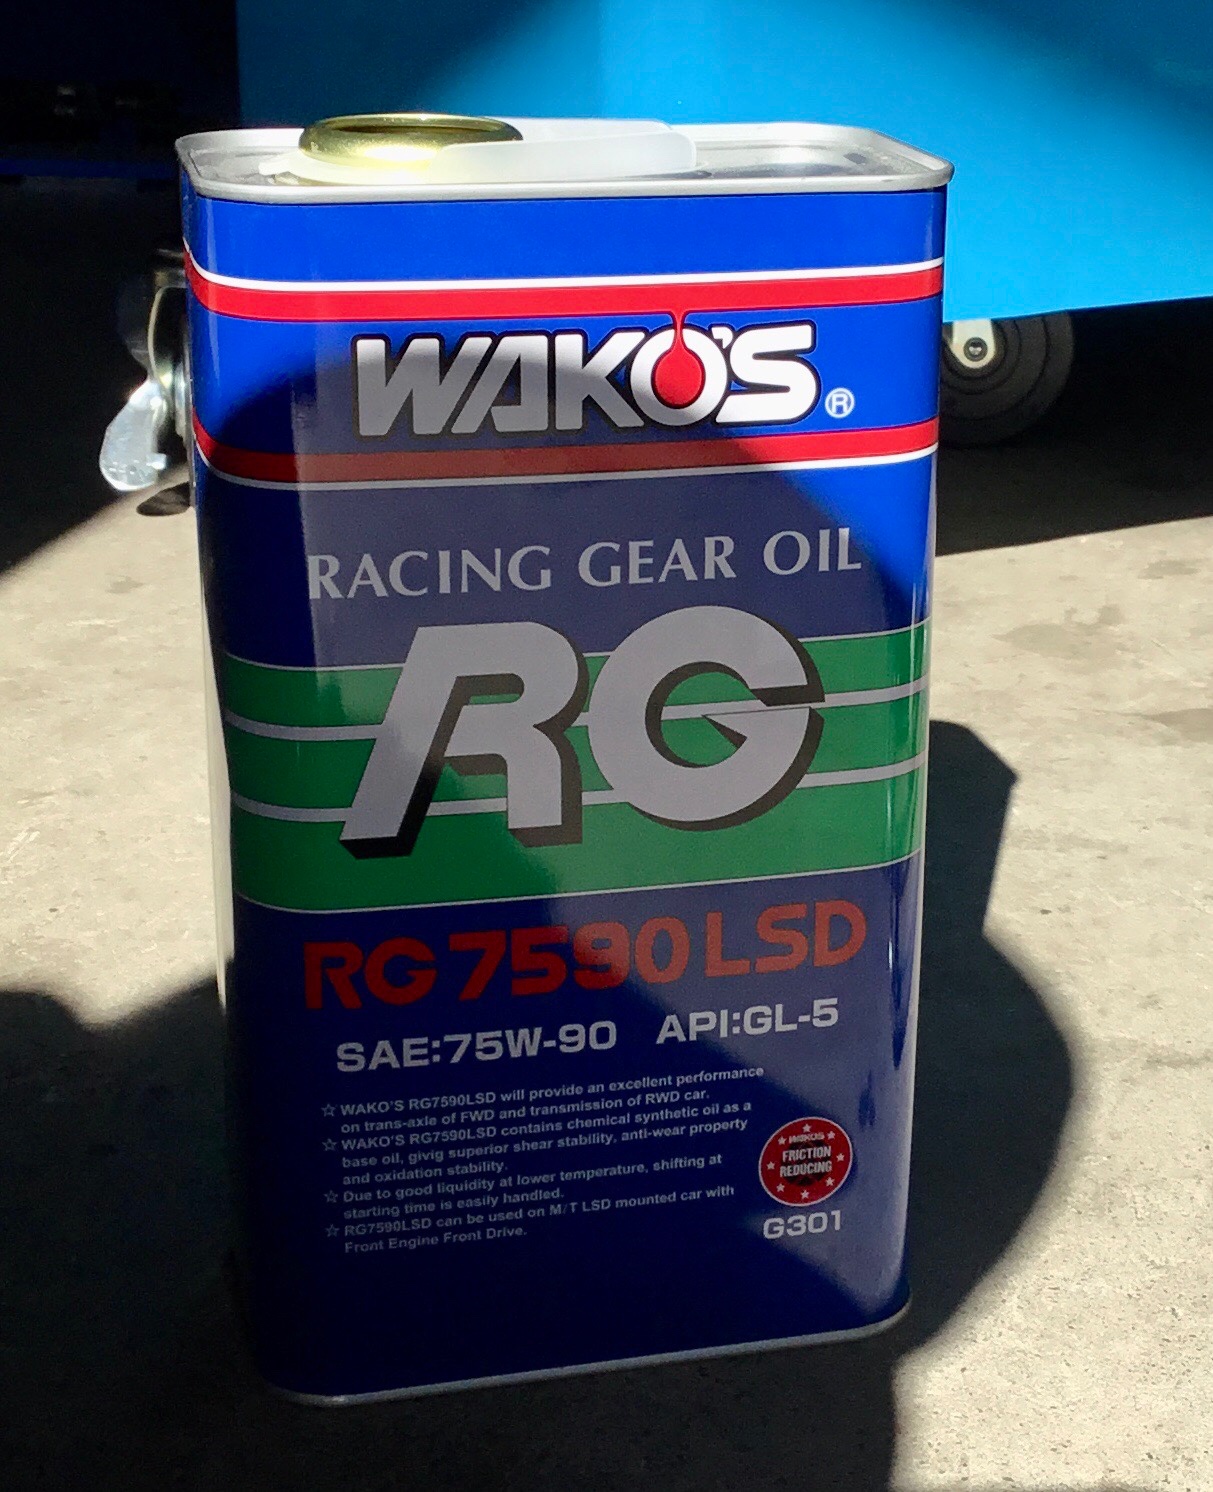 WAKO'S ®
RACING GEAR OIL
RG
RG7590LSD
SAE:75W-90 API:GL-5
☆ WAKO'S RG7590LSD will provide an excellent performance
on trans-axle of FWD and transmission of RWD car.
☆ WAKO'S RG7590LSD contains chemical synthetic oil as a
base oil, givig superior shear stability, anti-wear property
and oxidation stability.
☆ Due to good liquidity at lower temperature, shifting at
starting time is easily handled.
☆ RG7590LSD can be used on M/T LSD mounted car with
Front Engine Front Drive.
WAKO'S
FRICTION
REDUCING
G301